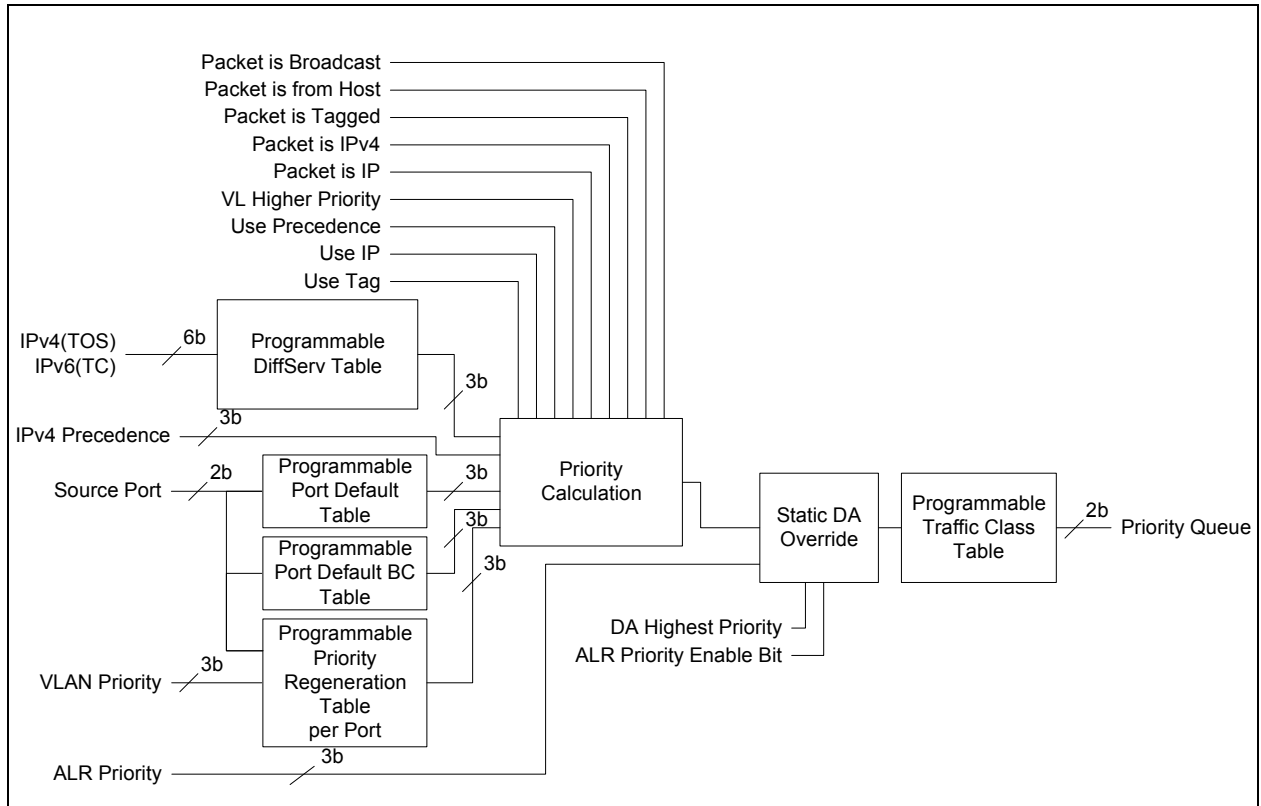 Packet is Broadcast
Packet is from Host
Packet is Tagged
Packet is IPv4
Packet is IP
VL Higher Priority
Use Precedence
Use IP
Use Tag
IPv4(TOS)
IPv6(TC)
6b
Programmable
DiffServ Table
3b
IPv4 Precedence
3b
Source Port
2b
Programmable
Port Default
Table
3b
Programmable
Port Default BC
Table
3b
VLAN Priority
3b
Programmable
Priority
Regeneration
Table
per Port
3b
ALR Priority
3b
Priority
Calculation
Static DA
Override
DA Highest Priority
ALR Priority Enable Bit
Programmable
Traffic Class
Table
2b
Priority Queue